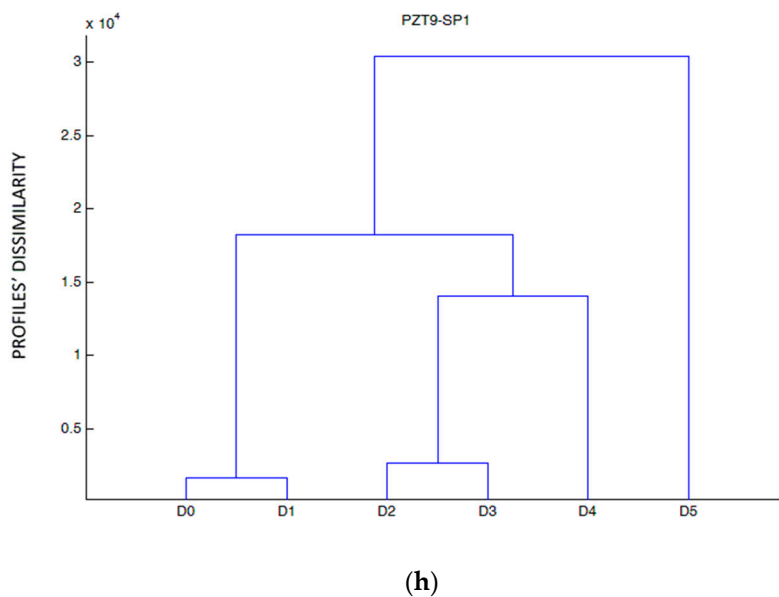 PZT9-SP1
x 10⁴
PROFILES' DISSIMILARITY
3
2.5
2
1.5
1
0.5
D0 D1 D2 D3 D4 D5
(h)